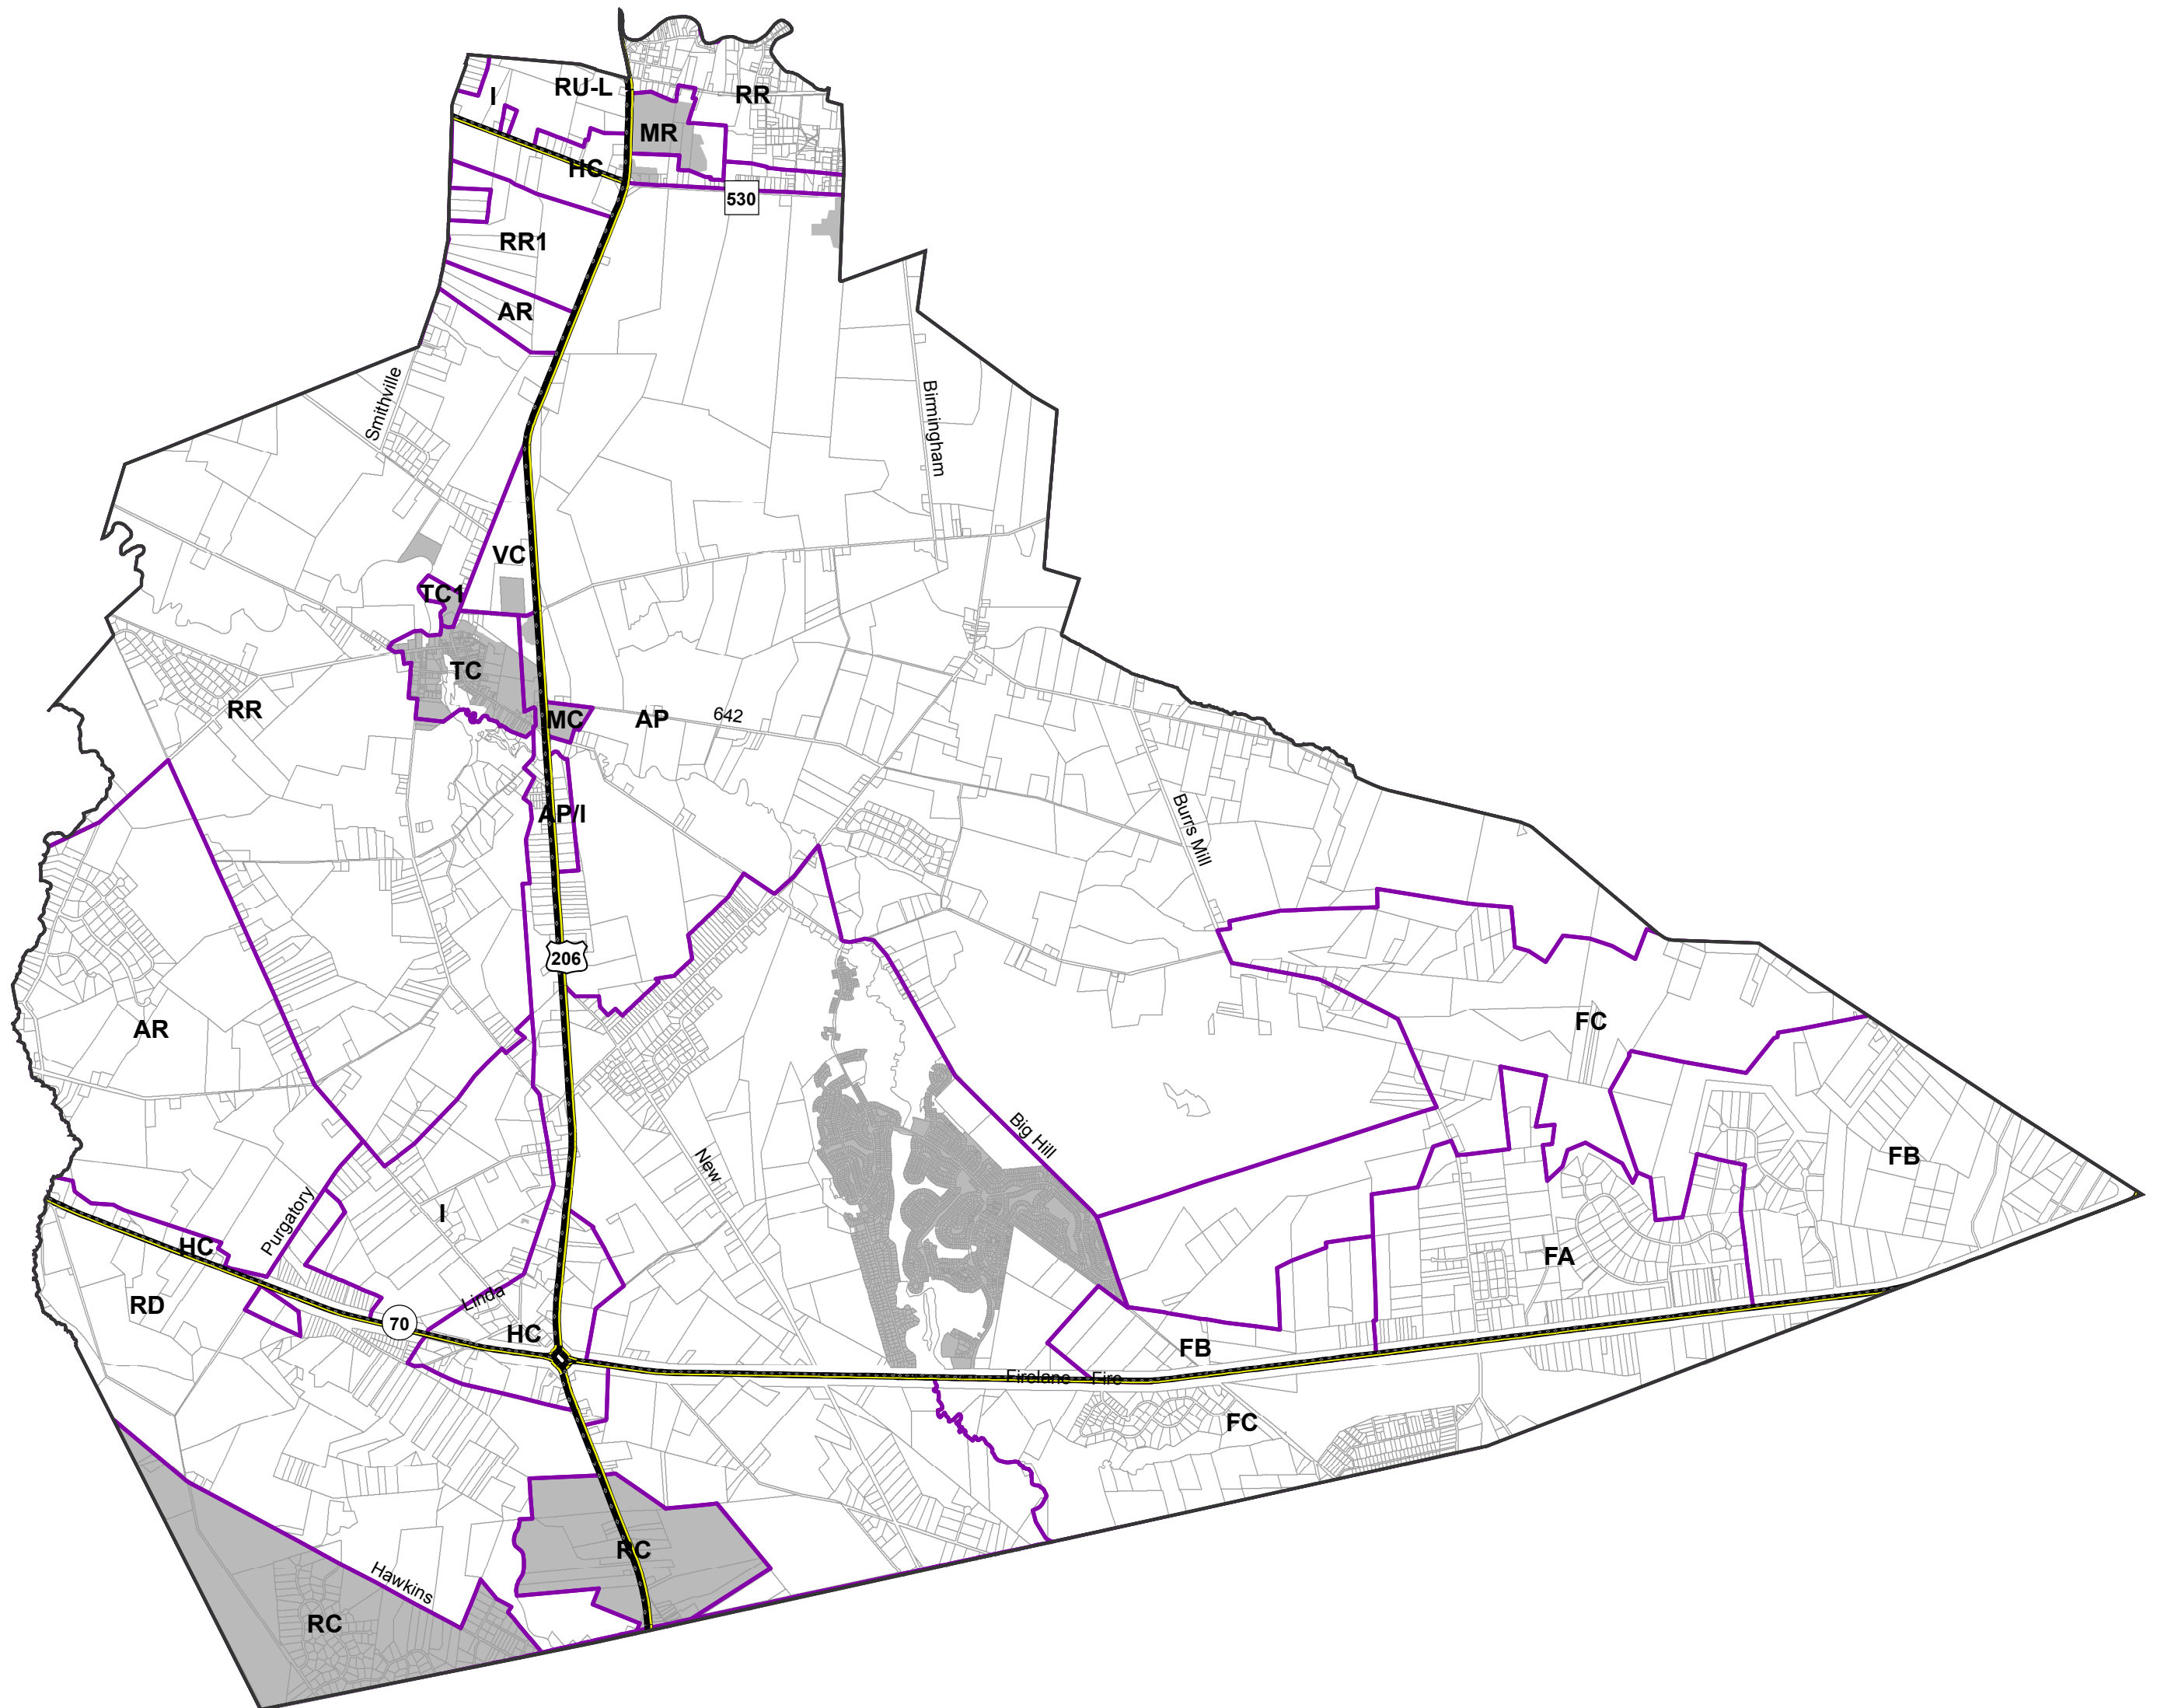 RU-L
RR
I
MR
HC
530
RR1
AR
Smithville
Birmingham
VC
TC1
TC
RR
MC
AP
642
AP/I
Burrs Mill
206
AR
FC
Big Hill
New
FB
Purgatory
I
HC
FA
RD
Linda
70
HC
FB
Firelane
Fire
FC
RC
Hawkins
RC